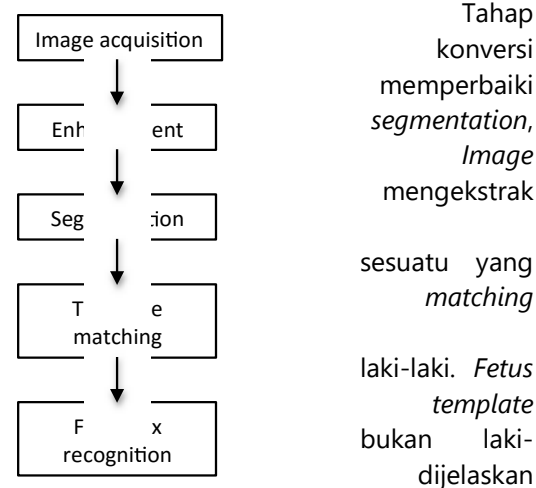 Image acquisition
matching
recognition
Tahap
konversi
memperbaiki
segmentation,
Image
mengekstrak
sesuatu yang
matching
laki-laki. Fetus
template
bukan laki-
dijelaskan